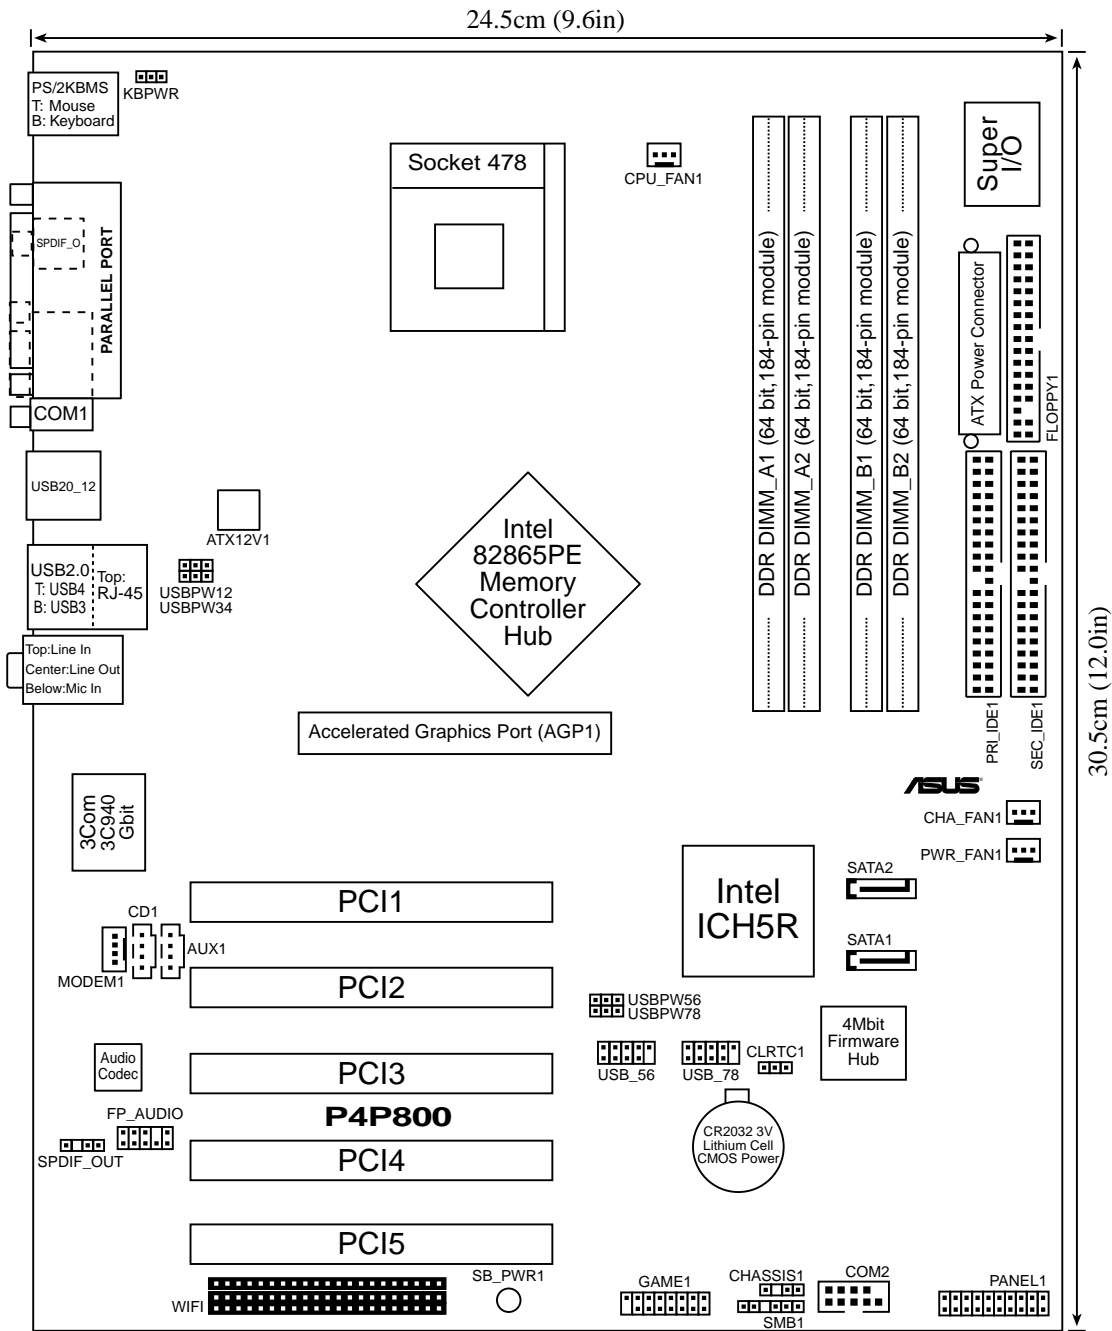 24.5cm (9.6in)
PS/2KBMS
T: Mouse
B: Keyboard
KBPWR
Socket 478
CPU_FAN1
Super
I/O
SPDIF_O
PARALLEL PORT
COM1
DDR DIMM_A1 (64 bit,184-pin module)
DDR DIMM_A2 (64 bit,184-pin module)
DDR DIMM_B1 (64 bit,184-pin module)
DDR DIMM_B2 (64 bit,184-pin module)
ATX Power Connector
FLOPPY1
USB20_12
ATX12V1
USB2.0
T: USB4
B: USB3
Top:
RJ-45
USBPW12
USBPW34
Intel
82865PE
Memory
Controller
Hub
Top:Line In
Center:Line Out
Below:Mic In
Accelerated Graphics Port (AGP1)
PRI_IDE1
SEC_IDE1
30.5cm (12.0in)
ASUS
3Com
3C940
Gbit
CHA_FAN1
PWR_FAN1
Intel
ICH5R
SATA2
SATA1
PCI1
CD1
AUX1
MODEM1
PCI2
USBPW56
USBPW78
4Mbit
Firmware
Hub
Audio
Codec
PCI3
USB_56
USB_78
CLRTC1
FP_AUDIO
P4P800
SPDIF_OUT
PCI4
CR2032 3V
Lithium Cell
CMOS Power
PCI5
WIFI
SB_PWR1
GAME1
CHASSIS1
SMB1
COM2
PANEL1